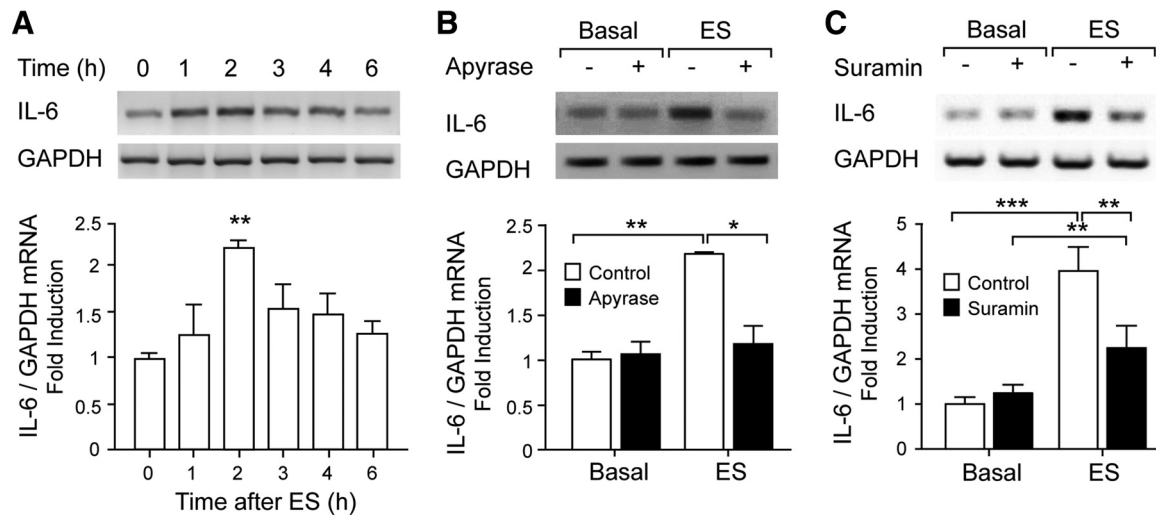 A
Time (h) 0 1 2 3 4 6
IL-6
GAPDH
IL-6 / GAPDH mRNA
Fold Induction
2.5
2
1.5
1
0.5
0
**
0 1 2 3 4 6
Time after ES (h)
B
Basal ES
Apyrase - + - +
IL-6
GAPDH
IL-6 / GAPDH mRNA
Fold Induction
2.5
2
1.5
1
0.5
0
** *
Control
Apyrase
Basal ES
C
Basal ES
Suramin - + - +
IL-6
GAPDH
IL-6 / GAPDH mRNA
Fold Induction
5
4
3
2
1
0
*** **
**
Control
Suramin
Basal ES